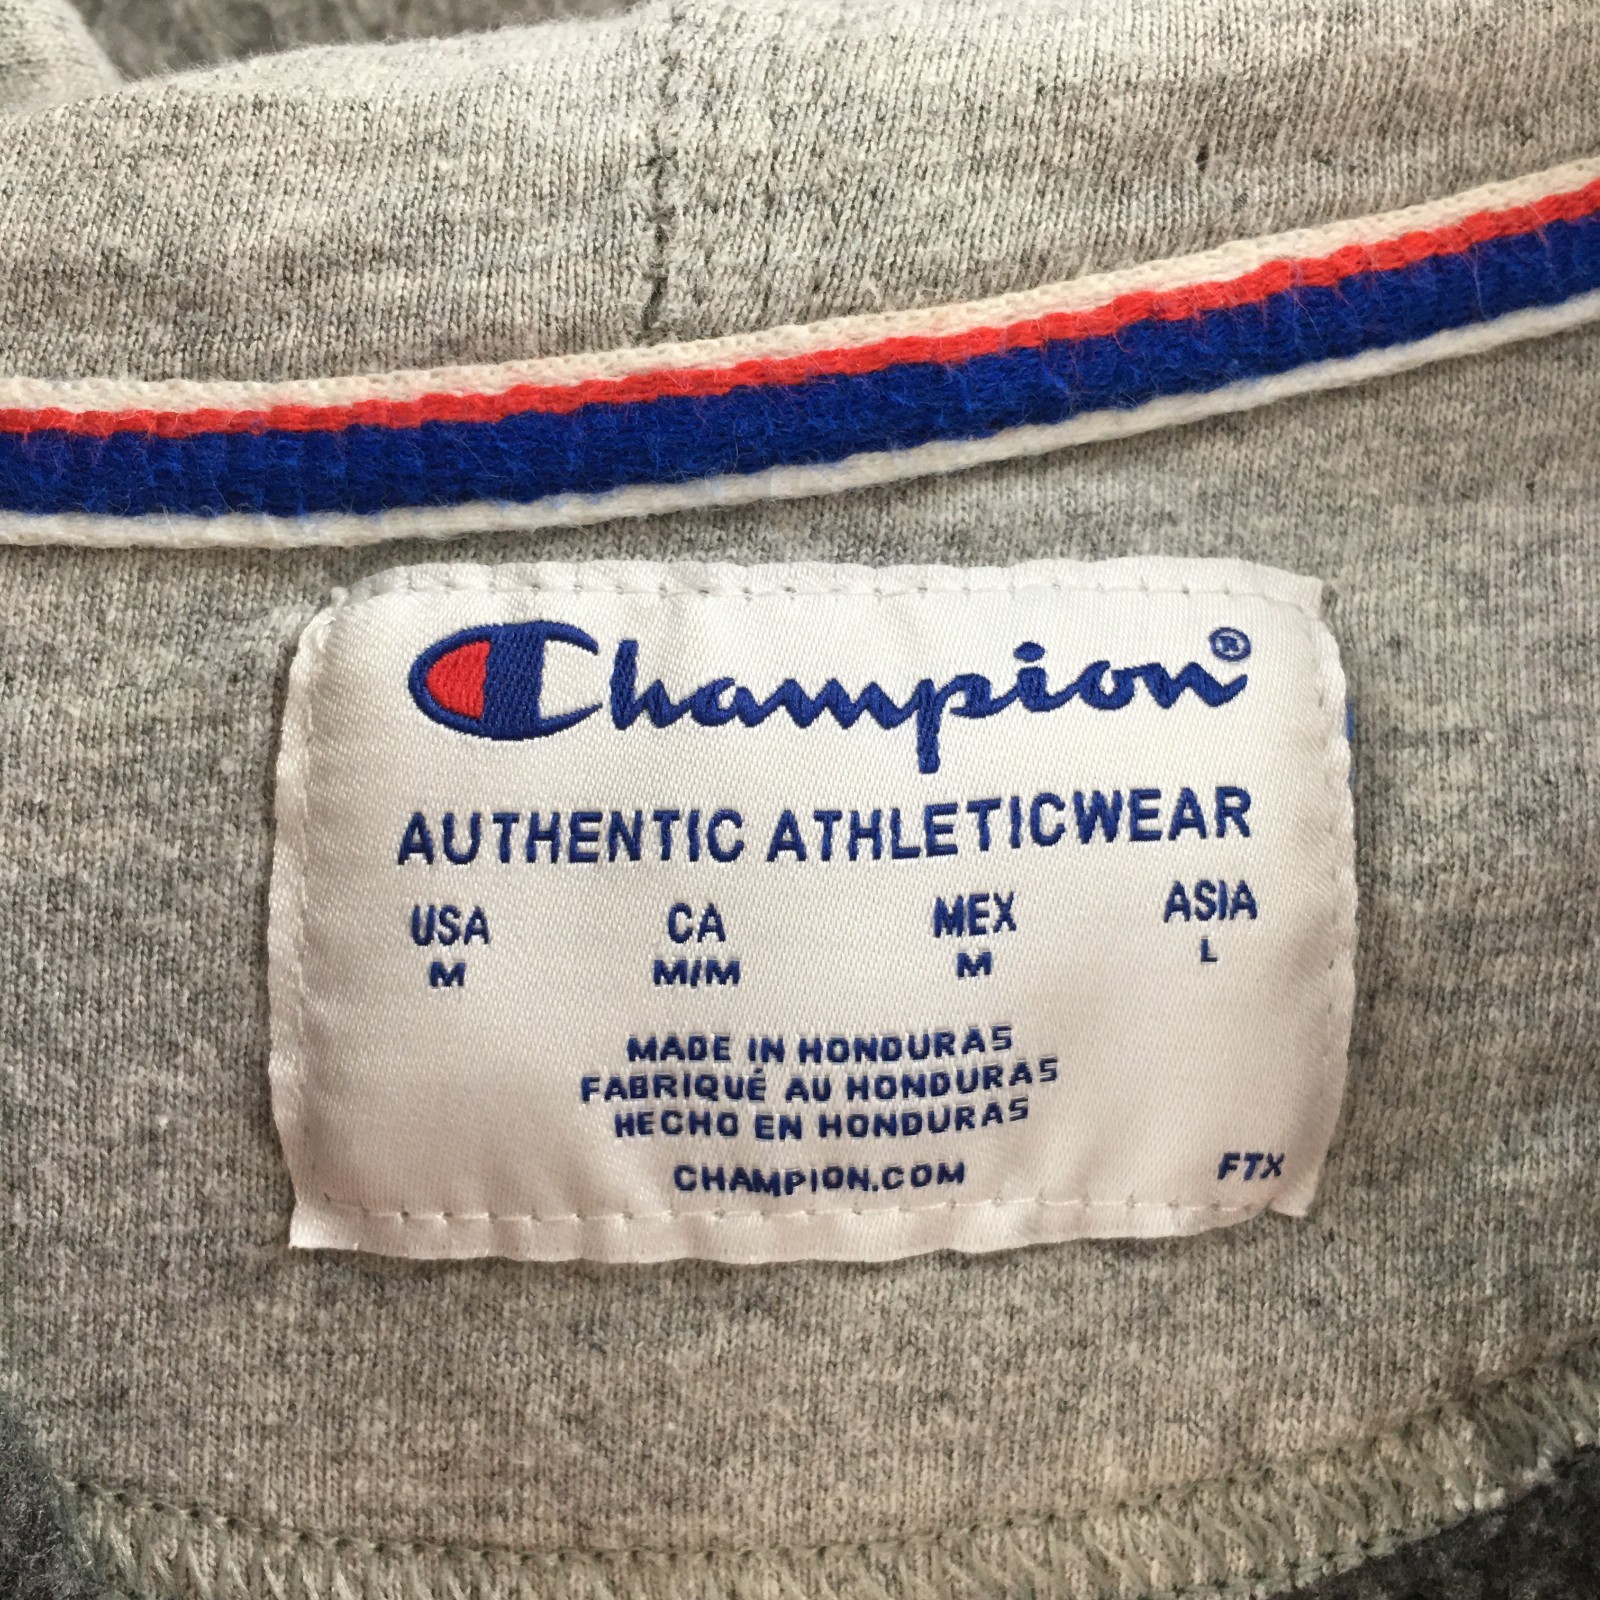 Champion®
AUTHENTIC ATHLETICWEAR
USA CA MEX ASIA
M M/M M L
MADE IN HONDURAS
FABRIQUÉ AU HONDURAS
HECHO EN HONDURAS
CHAMPION.COM FTX